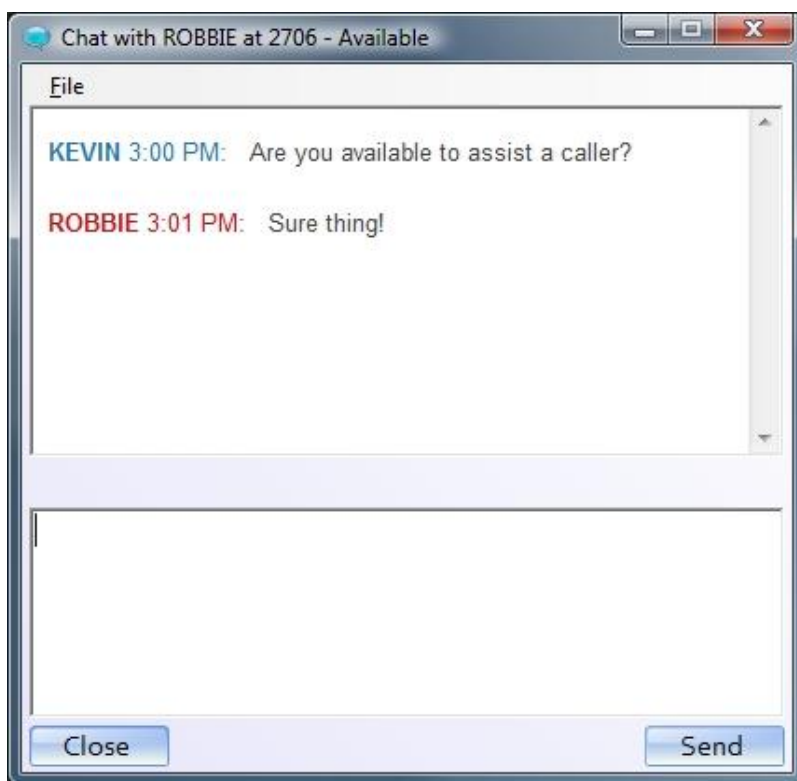 Chat with ROBBIE at 2706 - Available
File
KEVIN 3:00 PM: Are you available to assist a caller?
ROBBIE 3:01 PM: Sure thing!
Close
Send